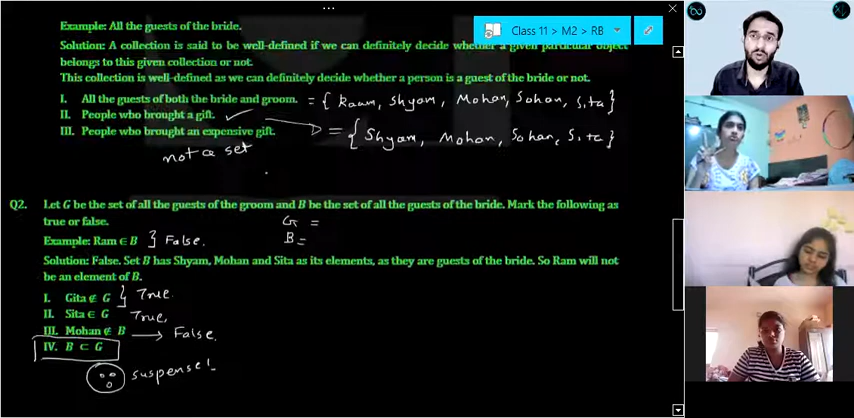 Example: All the guests of the bride.
Class 11 > M2 > RB
Solution: A collection is said to be well-defined if we can definitely decide whether a given particular object
belongs to this given collection or not.
This collection is well-defined as we can definitely decide whether a person is a guest of the bride or not.
I. All the guests of both the bride and groom. = { Raam, Shyam, Mohan, Sohan, Sita }
II. People who brought a gift.
III. People who brought an expensive gift. = { Shyam, Mohan, Sohan, Sita }
not a set
Q2. Let G be the set of all the guests of the groom and B be the set of all the guests of the bride. Mark the following as
true or false.
G =
Example: Ram ∈ B } False.
B =
Solution: False. Set B has Shyam, Mohan and Sita as its elements, as they are guests of the bride. So Ram will not
be an element of B.
I. Gita ∉ G } True.
II. Sita ∈ G True.
III. Mohan ∉ B → False.
IV. B ⊂ G
suspense!